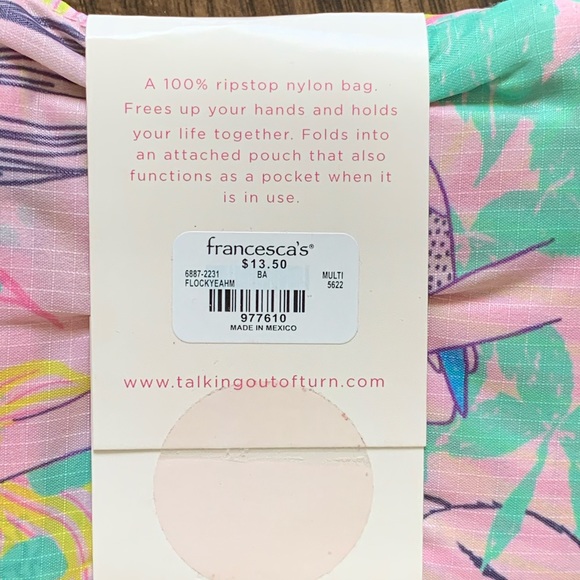 A 100% ripstop nylon bag.
Frees up your hands and holds
your life together. Folds into
an attached pouch that also
functions as a pocket when it
is in use.
francesca's®
$13.50
6887-2231 BA MULTI
FLOCKYEAHM 5622
977610
MADE IN MEXICO
www.talkingoutofturn.com